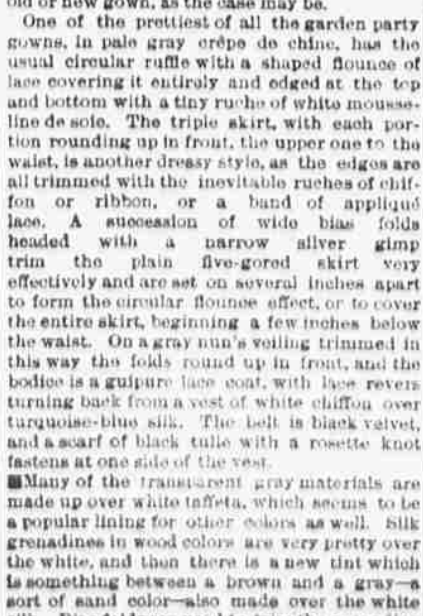 old or new gown, as the case may be.
One of the prettiest of all the garden party
gowns, in pale gray crêpe de chine, has the
usual circular ruffle with a shaped flounce of
lace covering it entirely and edged at the top
and bottom with a tiny ruche of white mousse-
line de soie. The triple skirt, with each por-
tion rounding up in front, the upper one to the
waist, is another dressy style, as the edges are
all trimmed with the inevitable ruches of chif-
fon or ribbon, or a band of appliqué
lace. A succession of wide bias folds
headed with a narrow silver gimp
trim the plain five-gored skirt very
effectively and are set on several inches apart
to form the circular flounce effect, or to cover
the entire skirt, beginning a few inches below
the waist. On a gray nun's veiling trimmed in
this way the folds round up in front, and the
bodice is a guipure lace coat, with lace revers
turning back from a vest of white chiffon over
turquoise-blue silk. The belt is black velvet,
and a scarf of black tulle with a rosette knot
fastens at one side of the vest.
Many of the transparent gray materials are
made up over white taffeta, which seems to be
a popular lining for other colors as well. Silk
grenadines in wood colors are very pretty over
the white, and then there is a new tint which
is something between a brown and a gray—a
sort of sand color—also made over the white